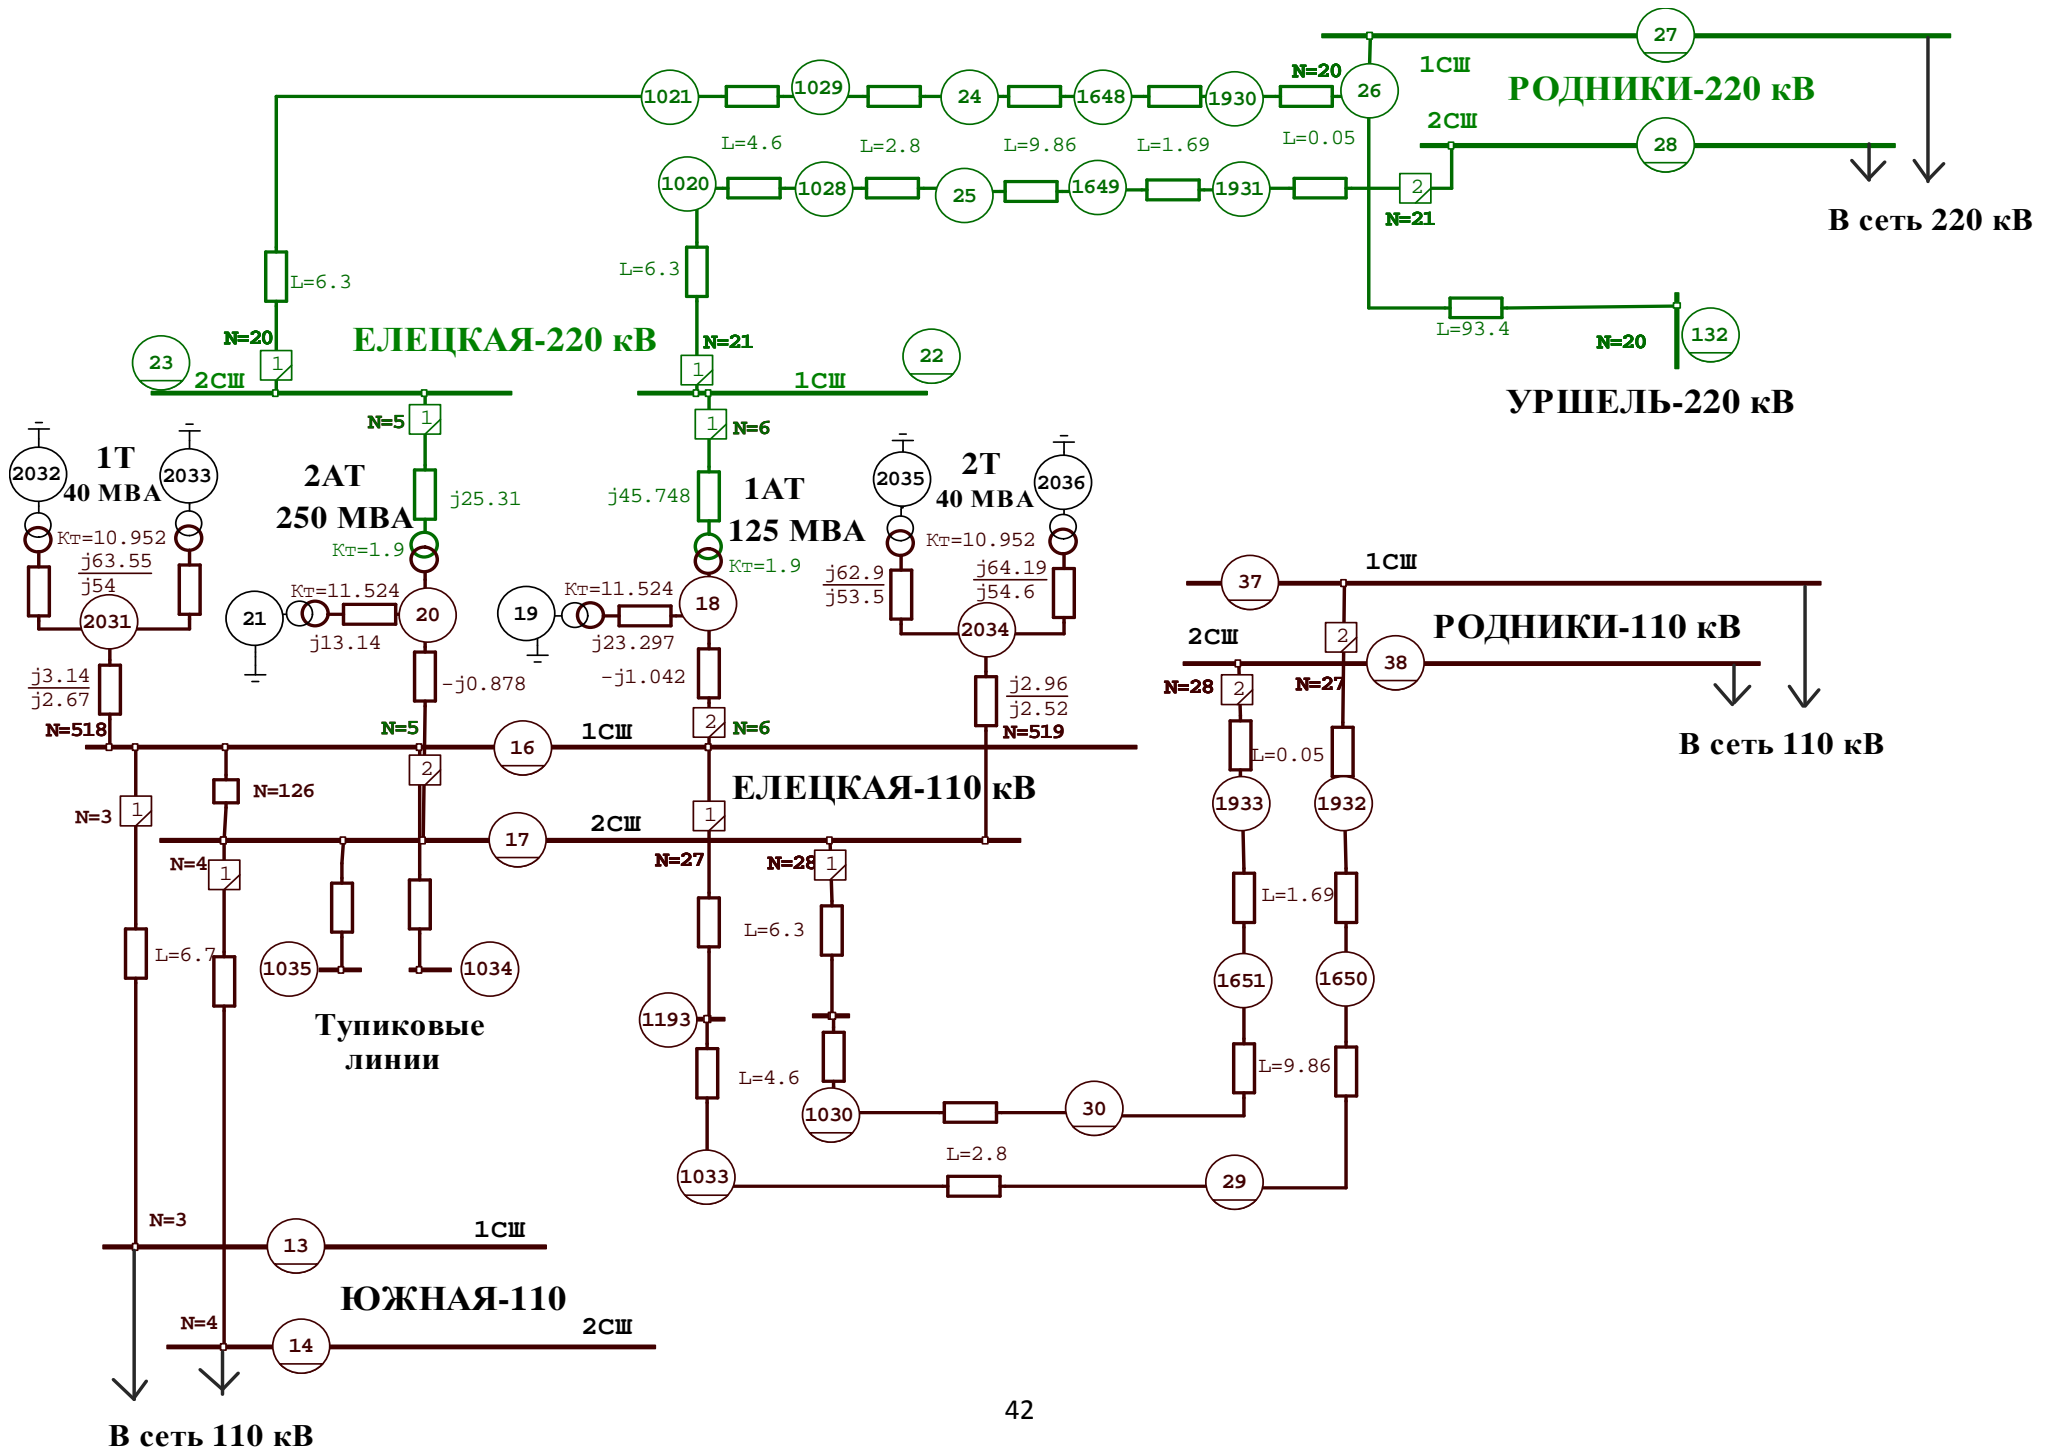 27
1СШ
РОДНИКИ-220 кВ
N=20
26
1021
1029
24
1648
1930
2СШ
28
L=4.6
L=2.8
L=9.86
L=1.69
L=0.05
1020
1028
25
1649
1931
2
N=21
В сеть 220 кВ
L=6.3
L=6.3
N=20
ЕЛЕЦКАЯ-220 кВ
N=21
L=93.4
N=20
132
23
1
22
2СШ
1
1СШ
УРШЕЛЬ-220 кВ
N=5
1
1
N=6
2032
1Т
2033
40 МВА
2АТ
250 МВА
j25.31
j45.748
1АТ
125 МВА
2035
2Т
2036
40 МВА
Кт=10.952
Кт=1.9
Кт=1.9
Кт=10.952
j63.55
j54
j62.9
j53.5
j64.19
j54.6
1СШ
37
Кт=11.524
Кт=11.524
2031
21
20
19
18
2034
j13.14
j23.297
2СШ
2
РОДНИКИ-110 кВ
38
j3.14
j2.67
-j0.878
-j1.042
j2.96
j2.52
N=28
2
N=27
N=518
N=5
2
N=6
N=519
16
1СШ
L=0.05
В сеть 110 кВ
2
N=126
ЕЛЕЦКАЯ-110 кВ
N=3
1
1
1933
1932
17
2СШ
N=4
1
N=27
N=28
1
L=6.3
L=1.69
L=6.7
1035
1034
1651
1650
Тупиковые
линии
1193
L=4.6
L=9.86
1030
30
L=2.8
1033
29
N=3
13
1СШ
ЮЖНАЯ-110
N=4
14
2СШ
42
В сеть 110 кВ